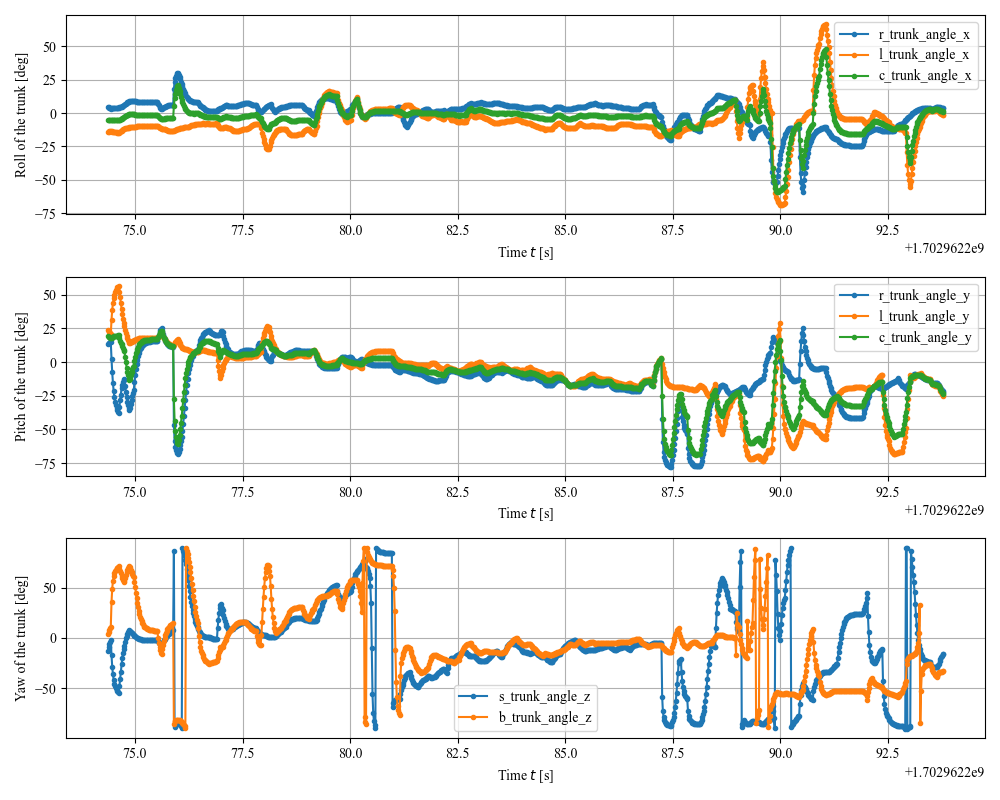 Roll of the trunk [deg]
50
25
0
−25
−50
−75
r_trunk_angle_x
l_trunk_angle_x
c_trunk_angle_x
75.0 77.5 80.0 82.5 85.0 87.5 90.0 92.5
+1.7029622e9
Time t [s]
Pitch of the trunk [deg]
50
25
0
−25
−50
−75
r_trunk_angle_y
l_trunk_angle_y
c_trunk_angle_y
75.0 77.5 80.0 82.5 85.0 87.5 90.0 92.5
+1.7029622e9
Time t [s]
Yaw of the trunk [deg]
50
0
−50
s_trunk_angle_z
b_trunk_angle_z
75.0 77.5 80.0 82.5 85.0 87.5 90.0 92.5
+1.7029622e9
Time t [s]